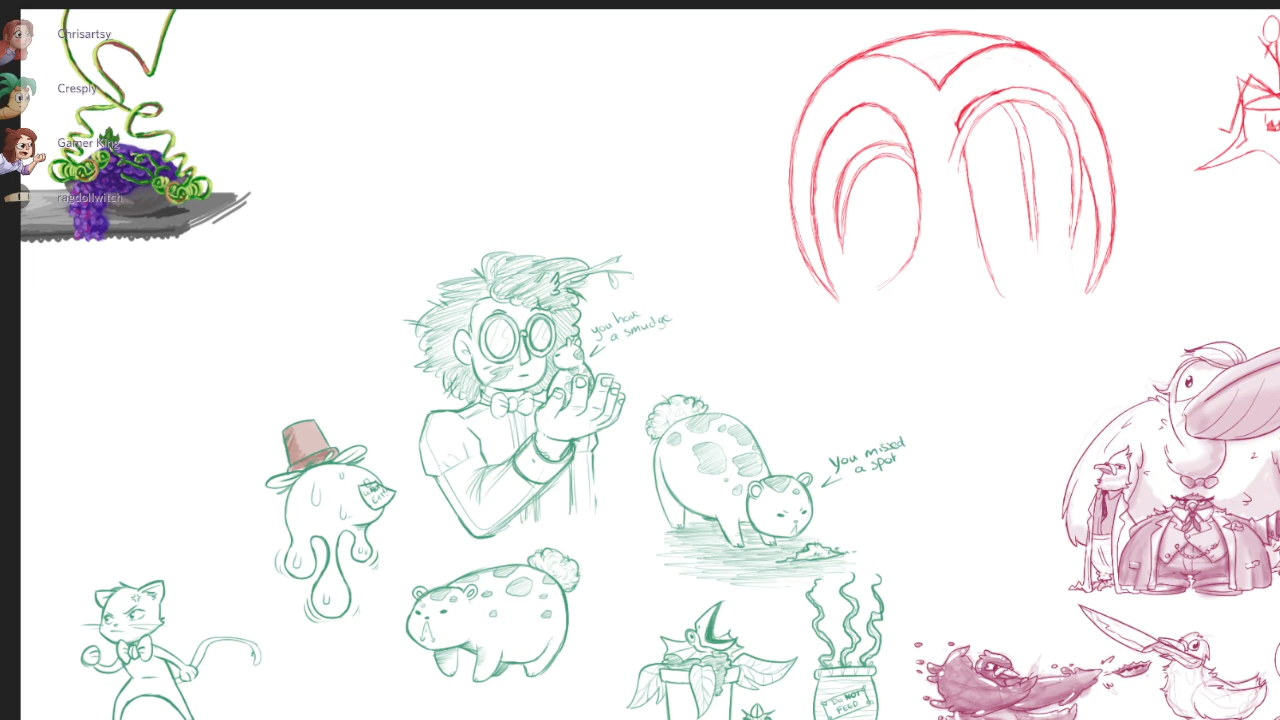 Chrisartsy
Cresply
Gamer King
ragdollwitch
you have
a smudge
You missed
a spot
Do NOT
FEED